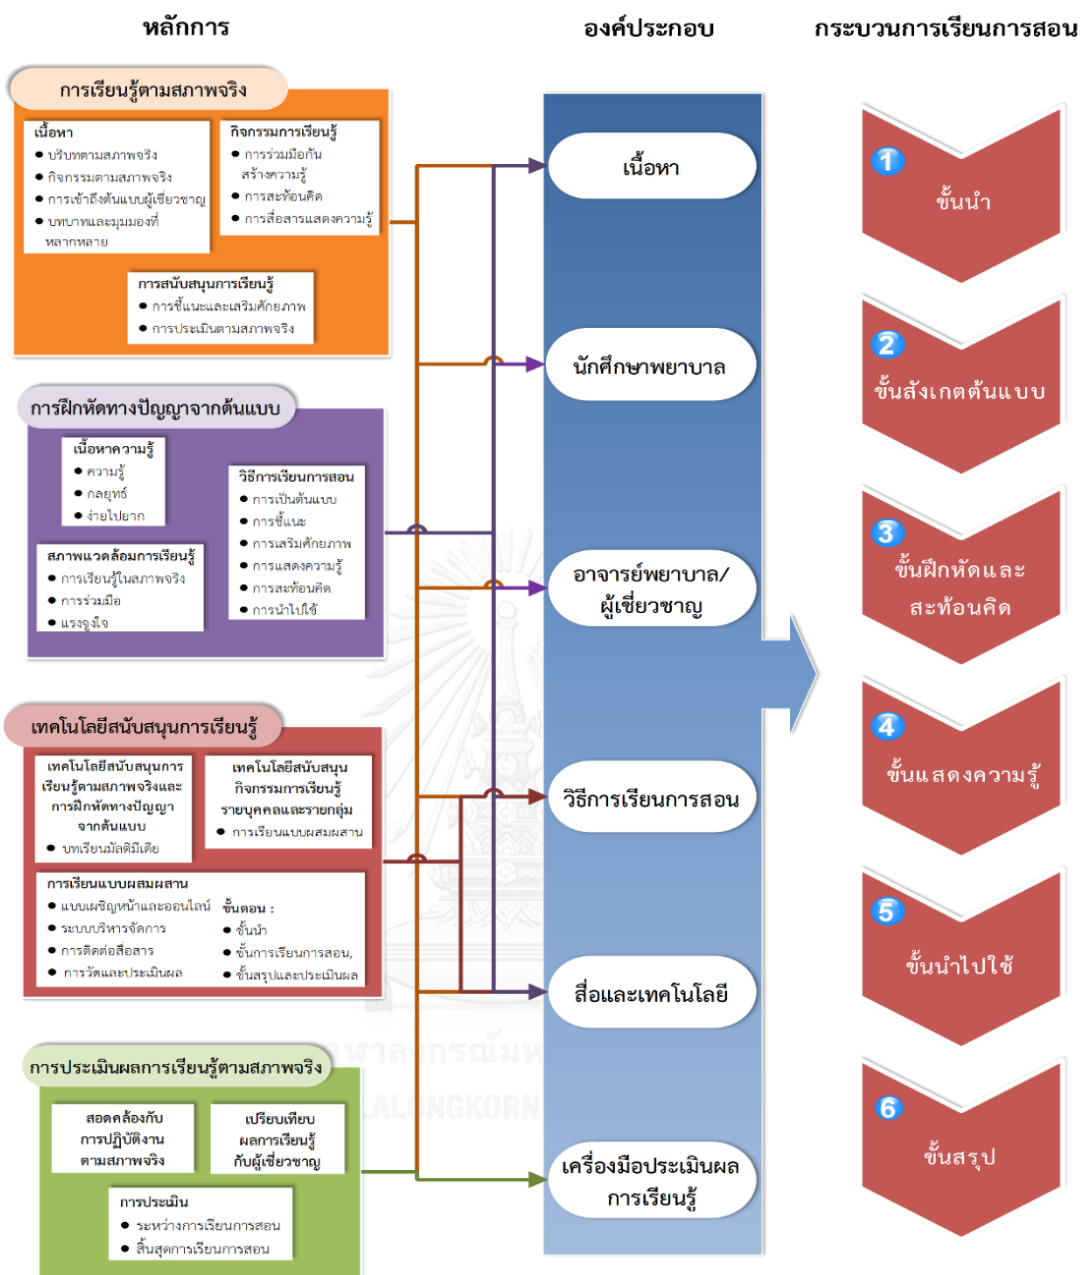 หลักการ
องค์ประกอบ
กระบวนการเรียนการสอน
การเรียนรู้ตามสภาพจริง
เนื้อหา
● บริบทตามสภาพจริง
● กิจกรรมตามสภาพจริง
● การเข้าถึงต้นแบบผู้เชี่ยวชาญ
● บทบาทและมุมมองที่
หลากหลาย
กิจกรรมการเรียนรู้
● การร่วมมือกัน
สร้างความรู้
● การสะท้อนคิด
● การสื่อสารแสดงความรู้
การสนับสนุนการเรียนรู้
● การชี้แนะและเสริมศักยภาพ
● การประเมินตามสภาพจริง
การฝึกหัดทางปัญญาจากต้นแบบ
เนื้อหาความรู้
● ความรู้
● กลยุทธ์
● ง่ายไปยาก
วิธีการเรียนการสอน
● การเป็นต้นแบบ
● การชี้แนะ
● การเสริมศักยภาพ
● การแสดงความรู้
● การสะท้อนคิด
● การนำไปใช้
สภาพแวดล้อมการเรียนรู้
● การเรียนรู้ในสภาพจริง
● การร่วมมือ
● แรงจูงใจ
เทคโนโลยีสนับสนุนการเรียนรู้
เทคโนโลยีสนับสนุนการ
เรียนรู้ตามสภาพจริงและ
การฝึกหัดทางปัญญา
จากต้นแบบ
● บทเรียนมัลติมีเดีย
เทคโนโลยีสนับสนุน
กิจกรรมการเรียนรู้
รายบุคคลและรายกลุ่ม
● การเรียนแบบผสมผสาน
การเรียนแบบผสมผสาน
● แบบเผชิญหน้าและออนไลน์
● ระบบบริหารจัดการ
● การติดต่อสื่อสาร
● การวัดและประเมินผล
ขั้นตอน :
● ขั้นนำ
● ขั้นการเรียนการสอน,
● ขั้นสรุปและประเมินผล
การประเมินผลการเรียนรู้ตามสภาพจริง
สอดคล้องกับ
การปฏิบัติงาน
ตามสภาพจริง
เปรียบเทียบ
ผลการเรียนรู้
กับผู้เชี่ยวชาญ
การประเมิน
● ระหว่างการเรียนการสอน
● สิ้นสุดการเรียนการสอน
เนื้อหา
นักศึกษาพยาบาล
อาจารย์พยาบาล/
ผู้เชี่ยวชาญ
วิธีการเรียนการสอน
สื่อและเทคโนโลยี
เครื่องมือประเมินผล
การเรียนรู้
1
ขั้นนำ
2
ขั้นสังเกตต้นแบบ
3
ขั้นฝึกหัดและ
สะท้อนคิด
4
ขั้นแสดงความรู้
5
ขั้นนำไปใช้
6
ขั้นสรุป